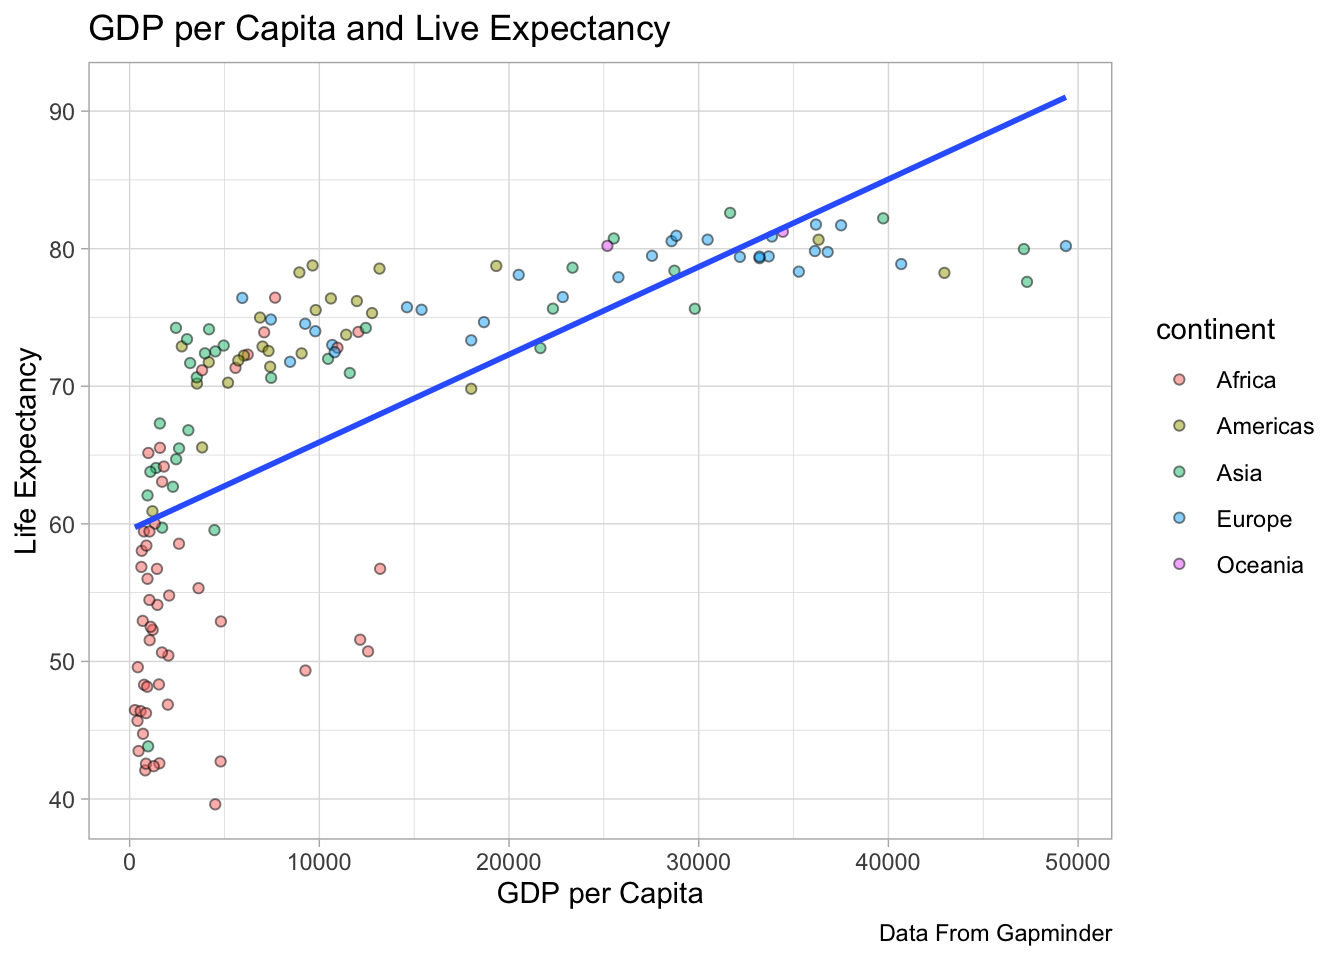 GDP per Capita and Live Expectancy
90
80
70
60
50
40
Life Expectancy
0 10000 20000 30000 40000 50000
GDP per Capita
continent
Africa
Americas
Asia
Europe
Oceania
Data From Gapminder